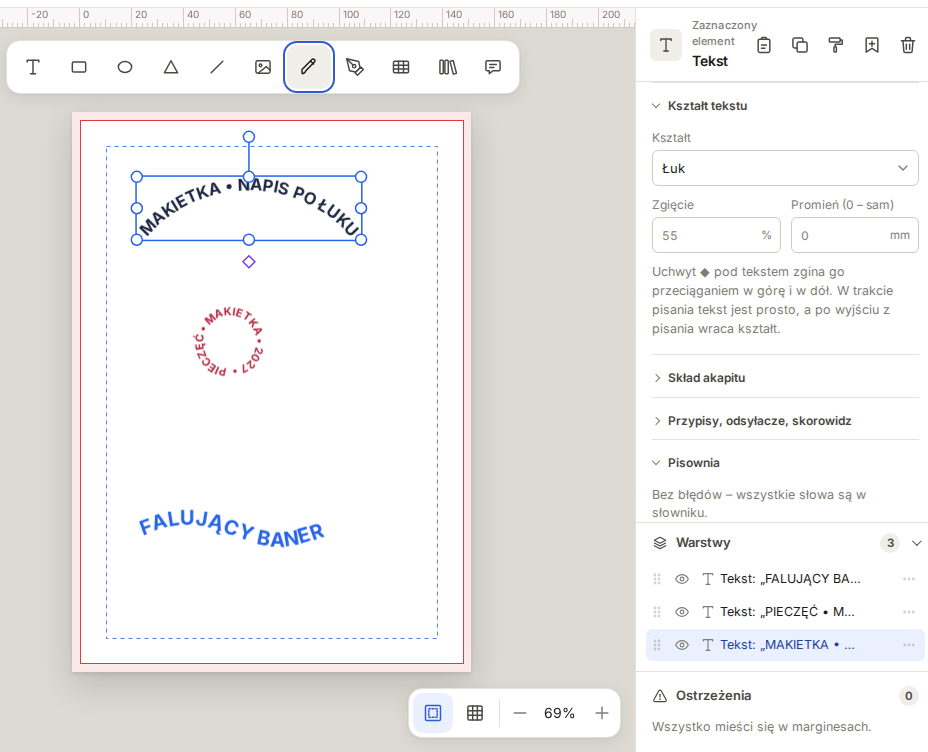 -20 0 20 40 60 80 100 120 140 160 180 200
Zaznaczony
element
Tekst
Kształt tekstu
Kształt
Łuk
Zgięcie Promień (0 – sam)
55 % 0 mm
Uchwyt ◆ pod tekstem zgina go
przeciąganiem w górę i w dół. W trakcie
pisania tekst jest prosto, a po wyjściu z
pisania wraca kształt.
Skład akapitu
Przypisy, odsyłacze, skorowidz
Pisownia
Bez błędów – wszystkie słowa są w
słowniku.
Warstwy 3
Tekst: „FALUJĄCY BA...
Tekst: „PIECZĘĆ • M...
Tekst: „MAKIETKA • ...
Ostrzeżenia 0
Wszystko mieści się w marginesach.
MAKIETKA • NAPIS PO ŁUKU
PIECZĘĆ • MAKIETKA • 2027 •
FALUJĄCY BANER
69%